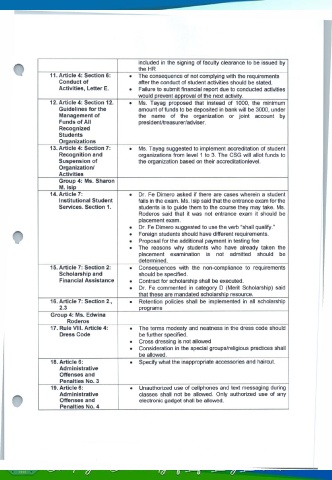 included in the signing of faculty clearance to be issued by
the HR
11. Article 4: Section 6: Conduct of Activities, Letter E.
• The consequence of not complying with the requirements
after the conduct of student activities should be stated.
• Failure to submit financial report due to conducted activities
would prevent approval of the next activity.
12. Article 4: Section 12. Guidelines for the Management of Funds of All Recognized Students Organizations
• Ms. Tayag proposed that instead of 1000, the minimum
amount of funds to be deposited in bank will be 3000, under
the name of the organization or joint account by
president/treasurer/adviser.
13. Article 4: Section 7: Recognition and Suspension of Organization/ Activities
• Ms. Tayag suggested to implement accreditation of student
organizations from level 1 to 3. The CSG will allot funds to
the organization based on their accreditationlevel.
Group 4: Ms. Sharon
M. Isip
14. Article 7: Institutional Student Services. Section 1.
• Dr. Fe Dimero asked if there are cases wherein a student
fails in the exam. Ms. Isip said that the entrance exam for the
students is to guide them to the course they may take. Ms.
Roderos said that it was not entrance exam it should be
placement exam.
• Dr. Fe Dimero suggested to use the verb "shall qualify."
• Foreign students should have different requirements.
• Proposal for the additional payment in testing fee
• The reasons why students who have already taken the
placement examination is not admitted should be
determined.
15. Article 7: Section 2: Scholarship and Financial Assistance
• Consequences with the non-compliance to requirements
should be specified.
• Contract for scholarship shall be executed.
• Dr. Fe commented in category D (Merit Scholarship) said
that these are mandated scholarship resource.
16. Article 7: Section 2., 2.3
• Retention policies shall be implemented in all scholarship
programs
Group 4: Ms. Edwina
Roderos
17. Rule VIII. Article 4: Dress Code
• The terms modesty and neatness in the dress code should
be further specified.
• Cross dressing is not allowed
• Consideration in the special groups/religious practices shall
be allowed.
18. Article 6: Administrative Offenses and Penalties No. 3
• Specify what the inappropriate accessories and haircut.
19. Article 6: Administrative Offenses and Penalties No. 4
• Unauthorized use of cellphones and text messaging during
classes shall not be allowed. Only authorized use of any
electronic gadget shall be allowed.